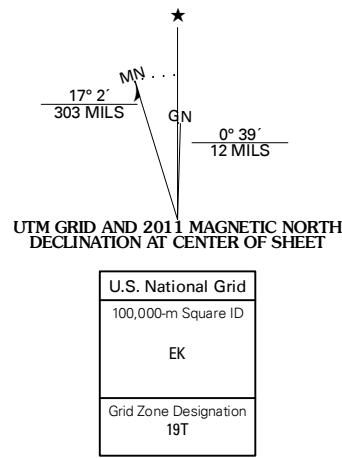 ★
MN
17° 2´
303 MILS
GN
0° 39´
12 MILS
UTM GRID AND 2011 MAGNETIC NORTH
DECLINATION AT CENTER OF SHEET
U.S. National Grid
100,000-m Square ID
EK
Grid Zone Designation
19T